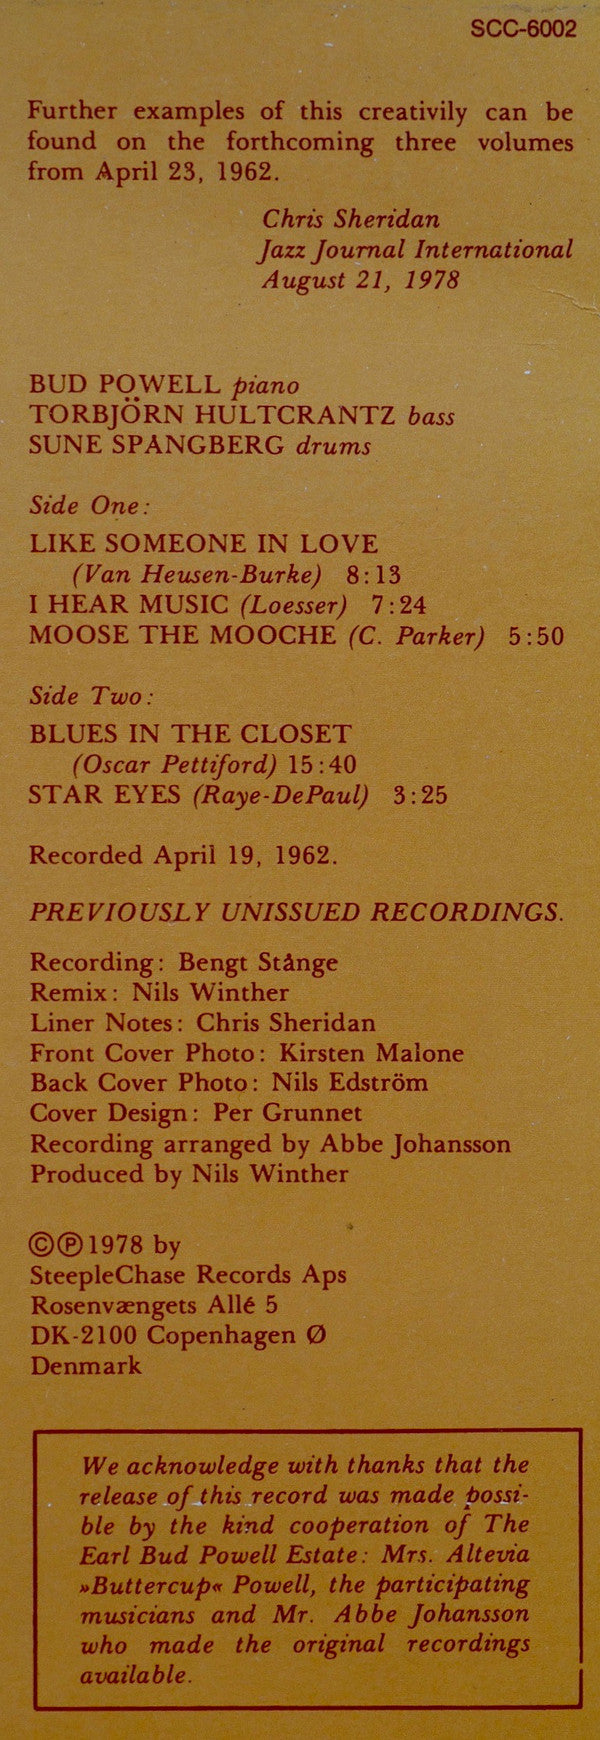 SCC-6002
Further examples of this creativily can be
found on the forthcoming three volumes
from April 23, 1962.
Chris Sheridan
Jazz Journal International
August 21, 1978
BUD POWELL piano
TORBJÖRN HULTCRANTZ bass
SUNE SPANGBERG drums
Side One:
LIKE SOMEONE IN LOVE
(Van Heusen-Burke) 8:13
I HEAR MUSIC (Loesser) 7:24
MOOSE THE MOOCHE (C. Parker) 5:50
Side Two:
BLUES IN THE CLOSET
(Oscar Pettiford) 15:40
STAR EYES (Raye-DePaul) 3:25
Recorded April 19, 1962.
PREVIOUSLY UNISSUED RECORDINGS.
Recording: Bengt Stånge
Remix: Nils Winther
Liner Notes: Chris Sheridan
Front Cover Photo: Kirsten Malone
Back Cover Photo: Nils Edström
Cover Design: Per Grunnet
Recording arranged by Abbe Johansson
Produced by Nils Winther
©℗1978 by
SteepleChase Records Aps
Rosenvængets Allé 5
DK-2100 Copenhagen Ø
Denmark
We acknowledge with thanks that the
release of this record was made possi-
ble by the kind cooperation of The
Earl Bud Powell Estate: Mrs. Altevia
»Buttercup« Powell, the participating
musicians and Mr. Abbe Johansson
who made the original recordings
available.